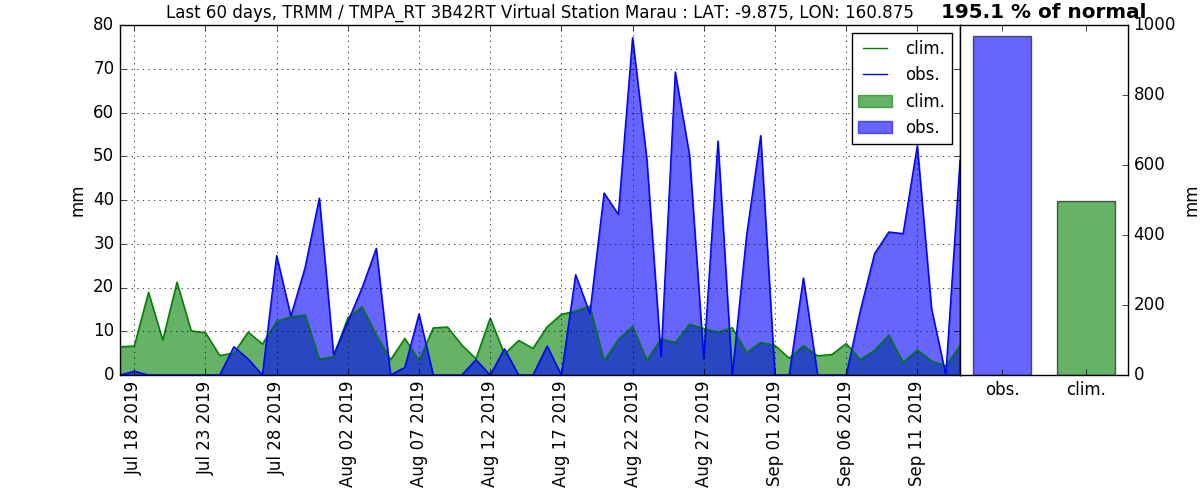 Last 60 days, TRMM / TMPA_RT 3B42RT Virtual Station Marau : LAT: -9.875, LON: 160.875
195.1 % of normal
80
70
60
50
40
30
20
10
0
mm
clim.
obs.
clim.
obs.
1000
800
600
400
200
0
mm
Jul 18 2019
Jul 23 2019
Jul 28 2019
Aug 02 2019
Aug 07 2019
Aug 12 2019
Aug 17 2019
Aug 22 2019
Aug 27 2019
Sep 01 2019
Sep 06 2019
Sep 11 2019
obs.
clim.